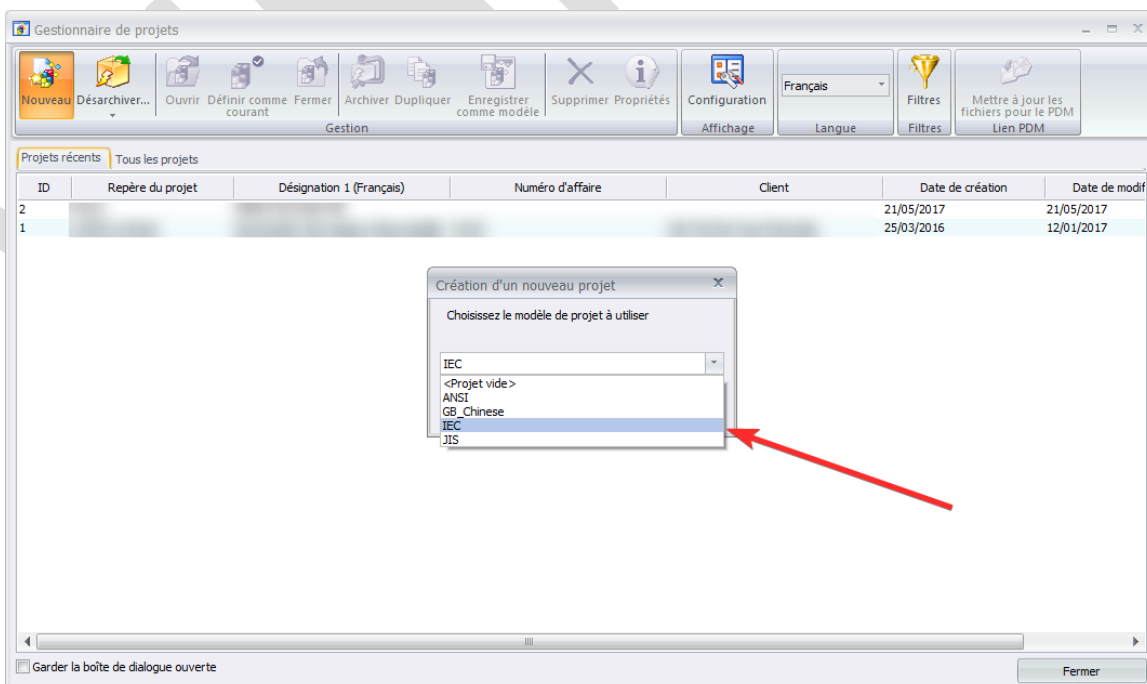 Gestionnaire de projets
Nouveau Désarchiver... Ouvrir Définir comme courant Fermer Archiver Dupliquer Enregistrer comme modèle Supprimer Propriétés Configuration Français Filtres Mettre à jour les fichiers pour le PDM
Gestion Affichage Langue Filtres Lien PDM
Projets récents Tous les projets
ID Repère du projet Désignation 1 (Français) Numéro d'affaire Client Date de création Date de modif
2 21/05/2017 21/05/2017
1 25/03/2016 12/01/2017
Création d'un nouveau projet
Choisissez le modèle de projet à utiliser
IEC
<Projet vide>
ANSI
GB_Chinese
IEC
JIS
Garder la boîte de dialogue ouverte
Fermer